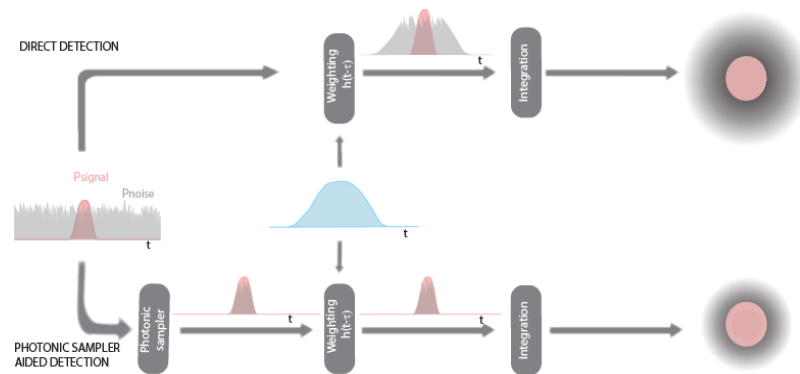 DIRECT DETECTION
Weighting
h(t-τ)
t
Integration
Psignal
Pnoise
t
t
PHOTONIC SAMPLER
AIDED DETECTION
Photonic
sampler
t
Weighting
h(t-τ)
t
Integration